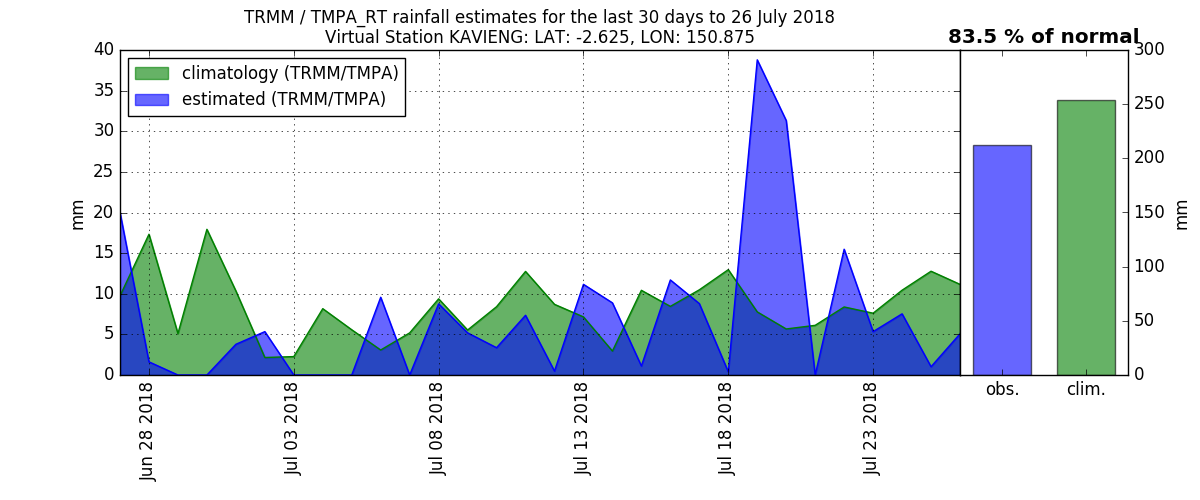 TRMM / TMPA_RT rainfall estimates for the last 30 days to 26 July 2018
Virtual Station KAVIENG: LAT: -2.625, LON: 150.875
83.5 % of normal
climatology (TRMM/TMPA)
estimated (TRMM/TMPA)
40
35
30
25
20
15
10
5
0
mm
Jun 28 2018
Jul 03 2018
Jul 08 2018
Jul 13 2018
Jul 18 2018
Jul 23 2018
obs.
clim.
300
250
200
150
100
50
0
mm